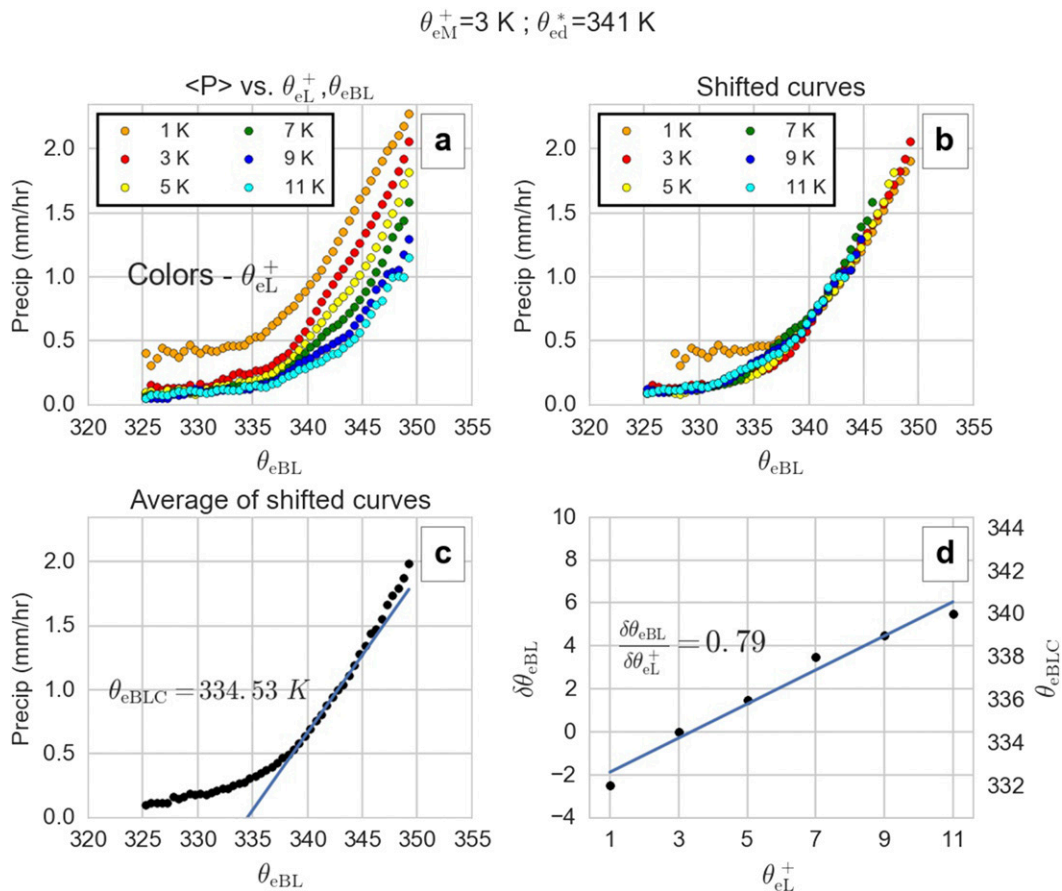 θ⁺eM=3 K ; θ*ed=341 K
<P> vs. θ⁺eL,θeBL
a
1 K 7 K
3 K 9 K
5 K 11 K
Colors - θ⁺eL
Precip (mm/hr)
2.0
1.5
1.0
0.5
0.0
320 325 330 335 340 345 350 355
θeBL
Shifted curves
b
1 K 7 K
3 K 9 K
5 K 11 K
Precip (mm/hr)
2.0
1.5
1.0
0.5
0.0
320 325 330 335 340 345 350 355
θeBL
Average of shifted curves
c
θeBLC = 334.53 K
Precip (mm/hr)
2.0
1.5
1.0
0.5
0.0
320 325 330 335 340 345 350 355
θeBL
d
δθeBL/δθ⁺eL = 0.79
δθeBL
10
8
6
4
2
0
−2
−4
1 3 5 7 9 11
θ⁺eL
344
342
340
338
336
334
332
θeBLC